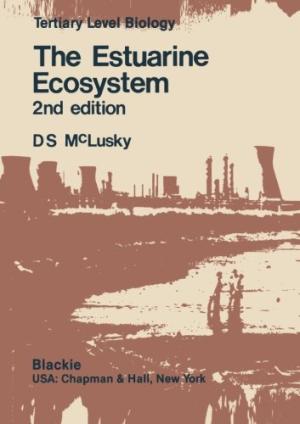 Tertiary Level Biology
The Estuarine
Ecosystem
2nd edition
D S McLusky
Blackie
USA: Chapman & Hall, New York